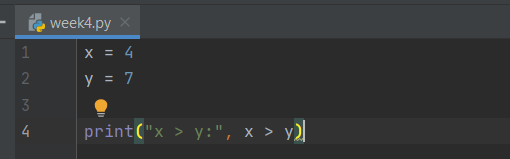 week4.py
1 x = 4
2 y = 7
3
4 print("x > y:", x > y)